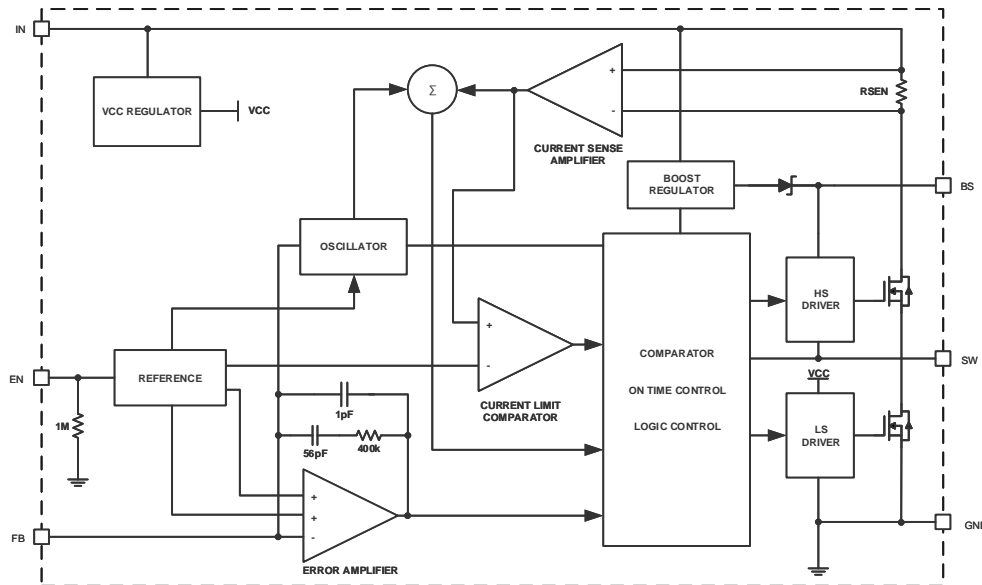 IN
VCC REGULATOR
VCC
Σ
+
-
RSEN
CURRENT SENSE
AMPLIFIER
BOOST
REGULATOR
BS
OSCILLATOR
HS
DRIVER
+
-
COMPARATOR
ON TIME CONTROL
LOGIC CONTROL
SW
EN
REFERENCE
VCC
1M
1pF
CURRENT LIMIT
COMPARATOR
LS
DRIVER
56pF
400k
+
+
-
FB
GND
ERROR AMPLIFIER